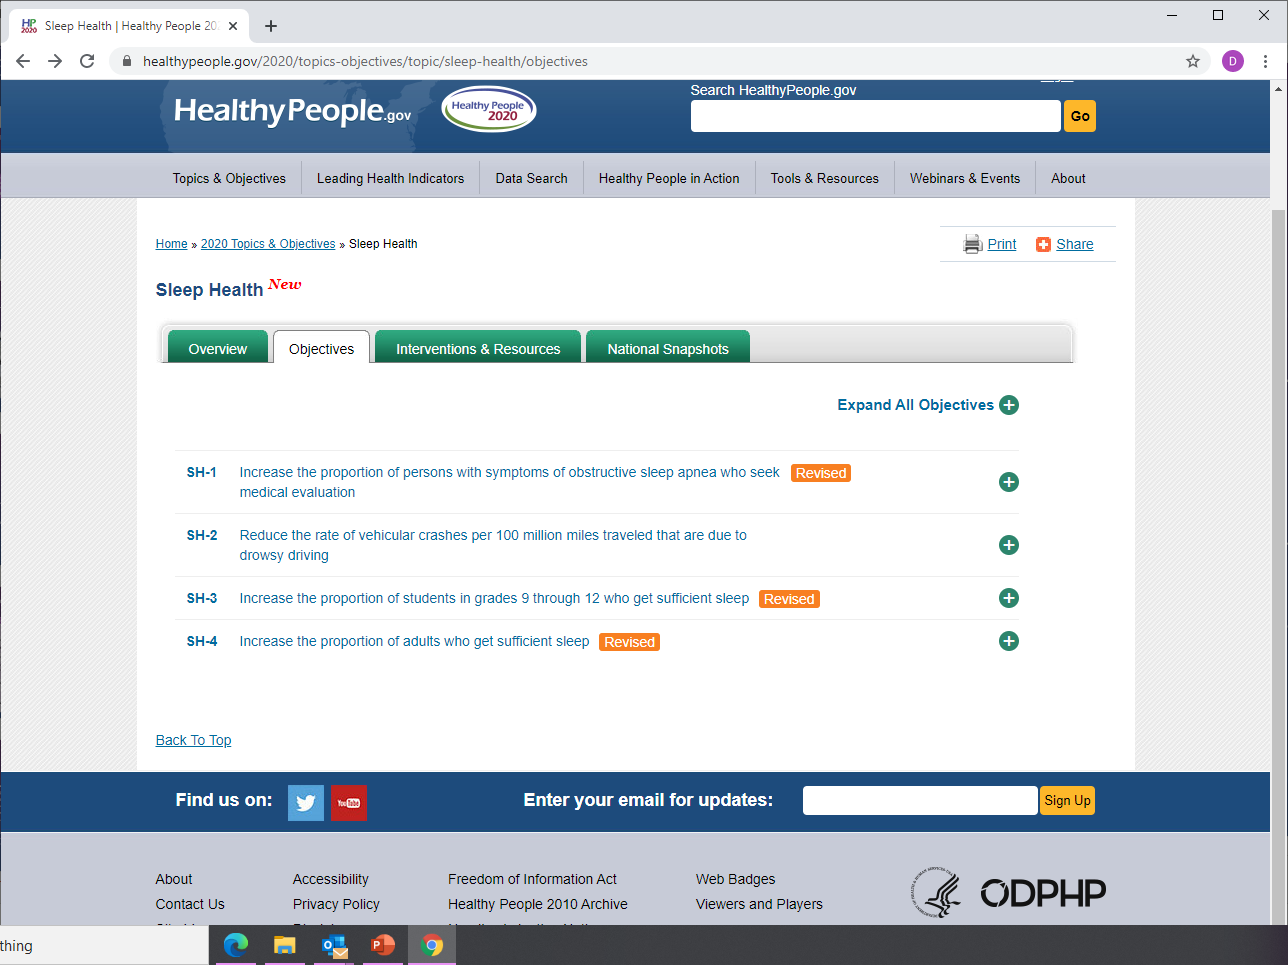 HP 2020 Sleep Health | Healthy People 20
healthypeople.gov/2020/topics-objectives/topic/sleep-health/objectives
D
HealthyPeople.gov
Healthy People
2020
Search HealthyPeople.gov
Go
Topics & Objectives Leading Health Indicators Data Search Healthy People in Action Tools & Resources Webinars & Events About
Home » 2020 Topics & Objectives » Sleep Health
Print Share
Sleep Health New
Overview Objectives Interventions & Resources National Snapshots
Expand All Objectives
SH-1 Increase the proportion of persons with symptoms of obstructive sleep apnea who seek Revised
medical evaluation
SH-2 Reduce the rate of vehicular crashes per 100 million miles traveled that are due to
drowsy driving
SH-3 Increase the proportion of students in grades 9 through 12 who get sufficient sleep Revised
SH-4 Increase the proportion of adults who get sufficient sleep Revised
Back To Top
Find us on: YouTube Enter your email for updates: Sign Up
About Accessibility Freedom of Information Act Web Badges
Contact Us Privacy Policy Healthy People 2010 Archive Viewers and Players
ODPHP
thing